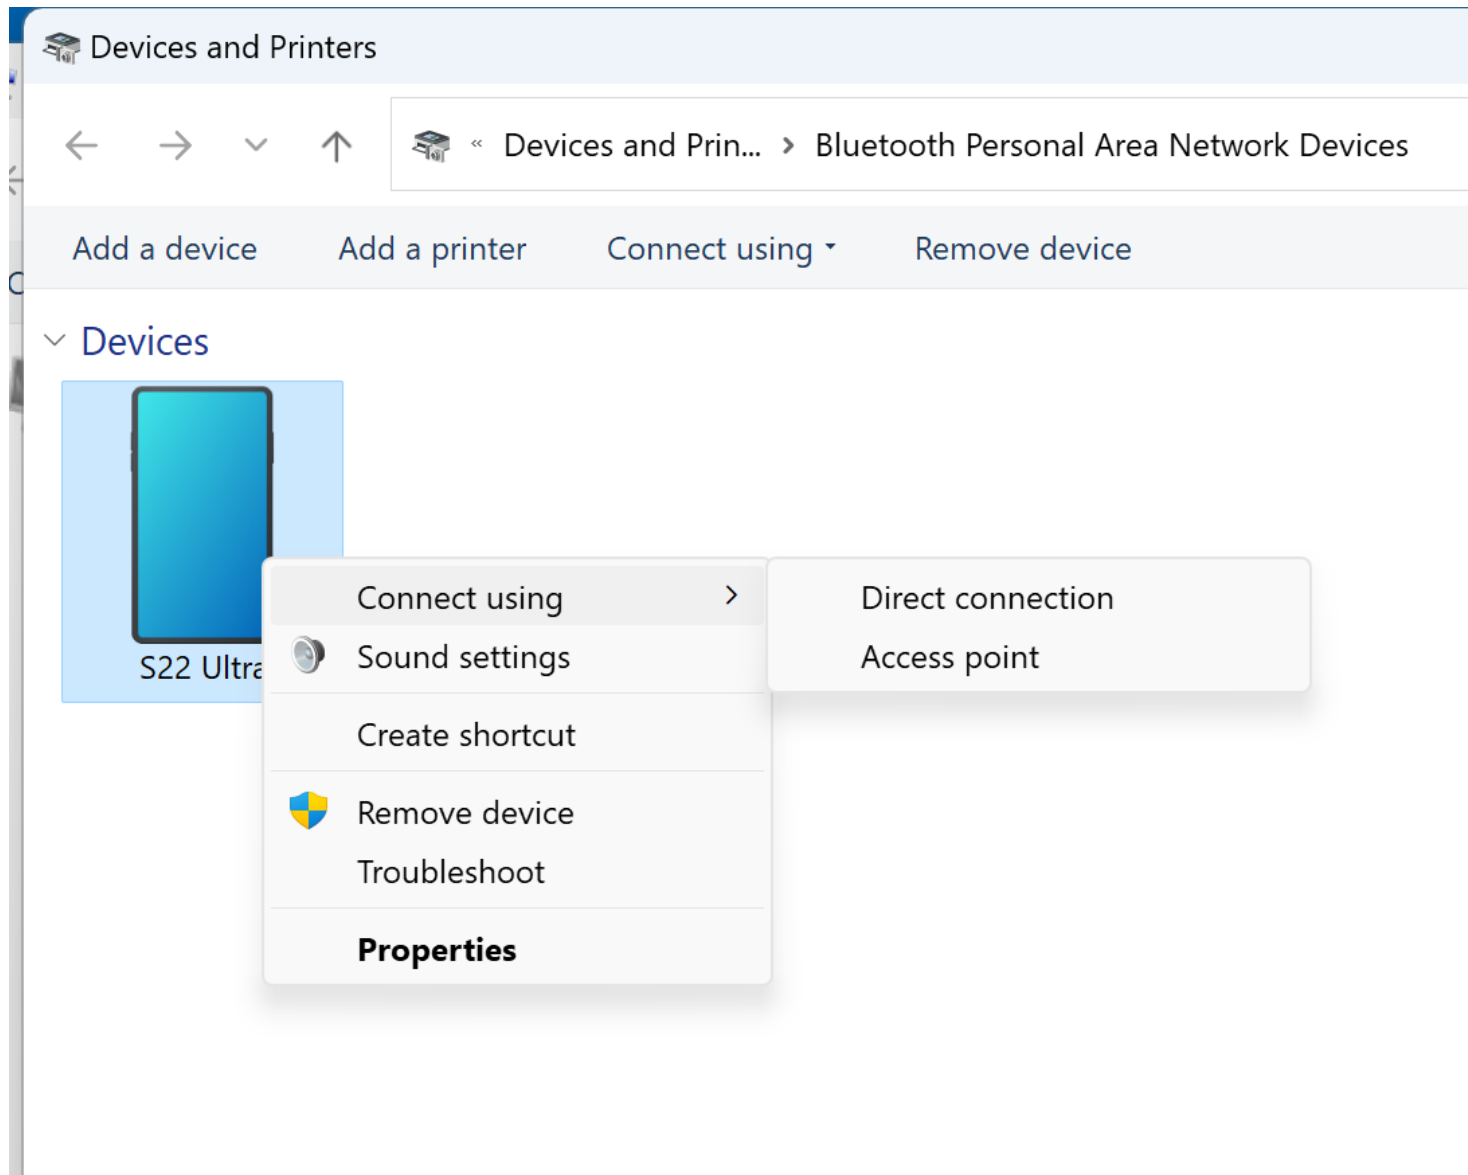 Devices and Printers
« Devices and Prin... > Bluetooth Personal Area Network Devices
Add a device Add a printer Connect using Remove device
Devices
S22 Ultra
Connect using
Sound settings
Create shortcut
Remove device
Troubleshoot
Properties
Direct connection
Access point